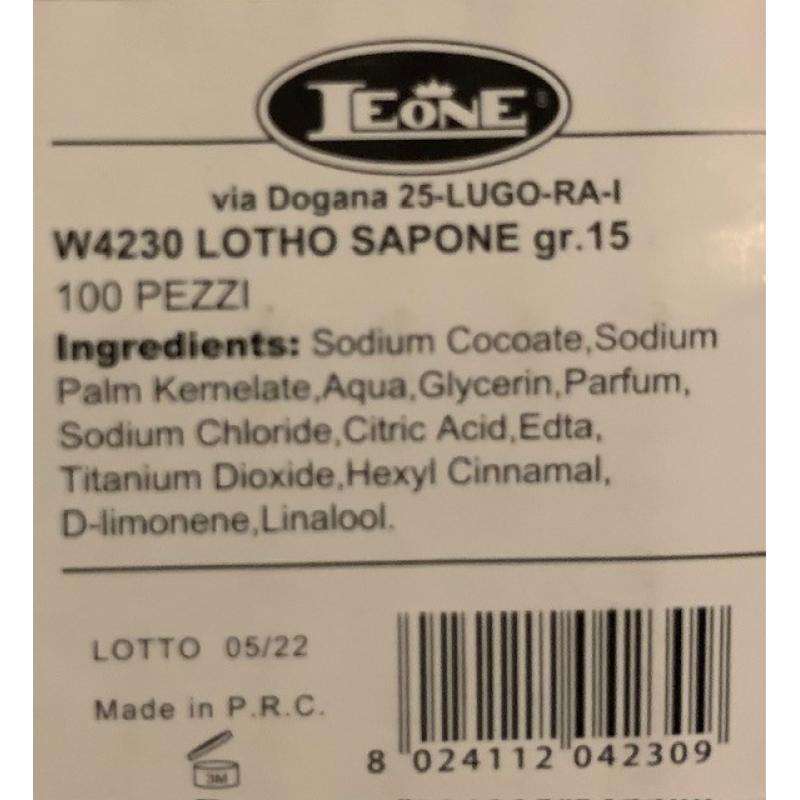 LEONE
via Dogana 25-LUGO-RA-I
W4230 LOTHO SAPONE gr.15
100 PEZZI
Ingredients: Sodium Cocoate,Sodium
Palm Kernelate,Aqua,Glycerin,Parfum,
Sodium Chloride,Citric Acid,Edta,
Titanium Dioxide,Hexyl Cinnamal,
D-limonene,Linalool.
LOTTO 05/22
Made in P.R.C.
3M
8 024112 042309